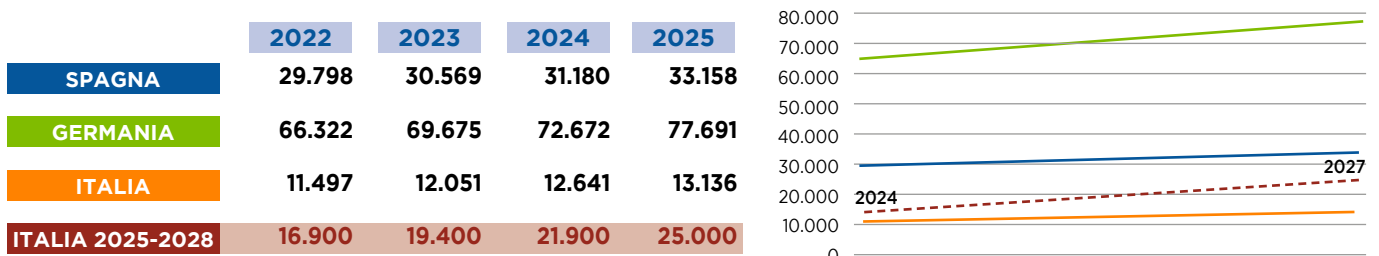 2022 2023 2024 2025
SPAGNA 29.798 30.569 31.180 33.158
GERMANIA 66.322 69.675 72.672 77.691
ITALIA 11.497 12.051 12.641 13.136
ITALIA 2025-2028 16.900 19.400 21.900 25.000
80.000
70.000
60.000
50.000
40.000
30.000
2027
20.000
2024
10.000
0